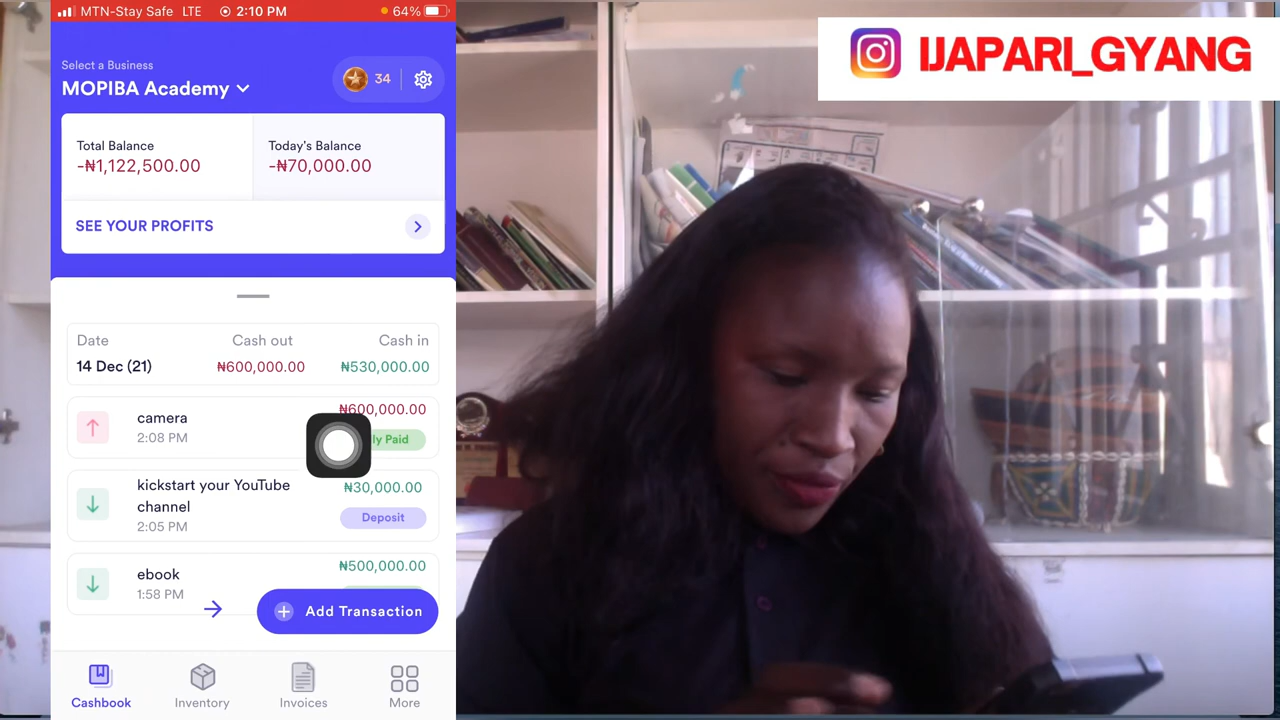 MTN-Stay Safe LTE 2:10 PM 64%
Select a Business
MOPIBA Academy
34
Total Balance
-₦1,122,500.00
Today's Balance
-₦70,000.00
SEE YOUR PROFITS
Date Cash out Cash in
14 Dec (21) ₦600,000.00 ₦530,000.00
camera ₦600,000.00
2:08 PM ly Paid
kickstart your YouTube
channel
₦30,000.00
2:05 PM
Deposit
ebook ₦500,000.00
1:58 PM
Add Transaction
Cashbook Inventory Invoices More
IJAPARI_GYANG